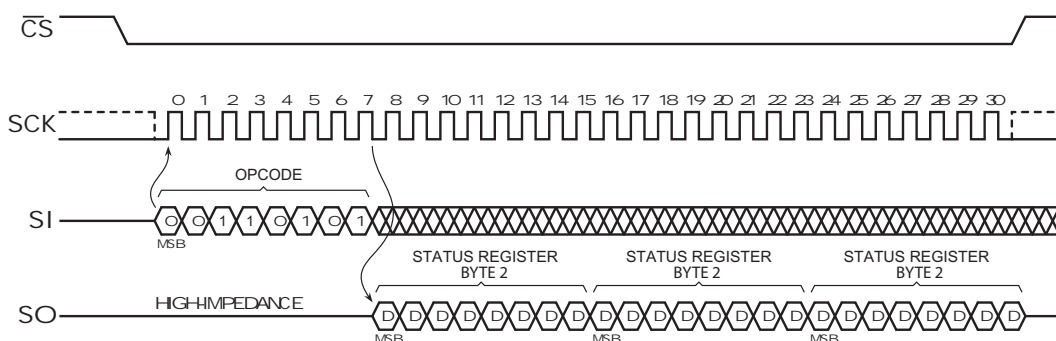 CS
0 1 2 3 4 5 6 7 8 9 10 11 12 13 14 15 16 17 18 19 20 21 22 23 24 25 26 27 28 29 30
SCK
OPCODE
SI 0 0 1 1 0 1 0 1
MSB
STATUS REGISTER BYTE 2
STATUS REGISTER BYTE 2
STATUS REGISTER BYTE 2
HIGH-IMPEDANCE
SO D D D D D D D D D D D D D D D D D D D D D D D D
MSB MSB MSB